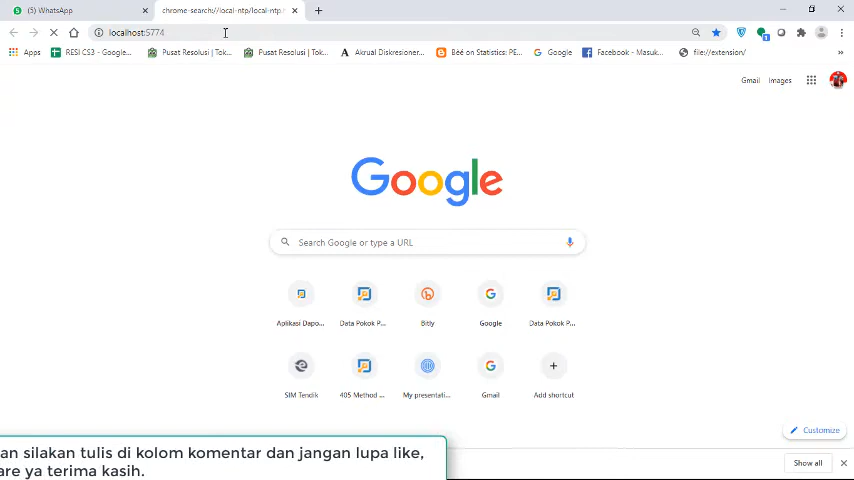 (5) WhatsApp
chrome-search://local-ntp/local-ntp.
localhost:5774
Apps
RESI CS3 - Google...
Pusat Resolusi | Tok...
Pusat Resolusi | Tok...
Akrual Diskresioner...
Béé on Statistics: PE...
Google
Facebook - Masuk...
file://extension/
Gmail Images
Google
Search Google or type a URL
Aplikasi Dapo...
Data Pokok P...
Bitly
Google
Data Pokok P...
SIM Tendik
405 Method ...
My presentati...
Gmail
Add shortcut
Customize
an silakan tulis di kolom komentar dan jangan lupa like,
are ya terima kasih.
Show all